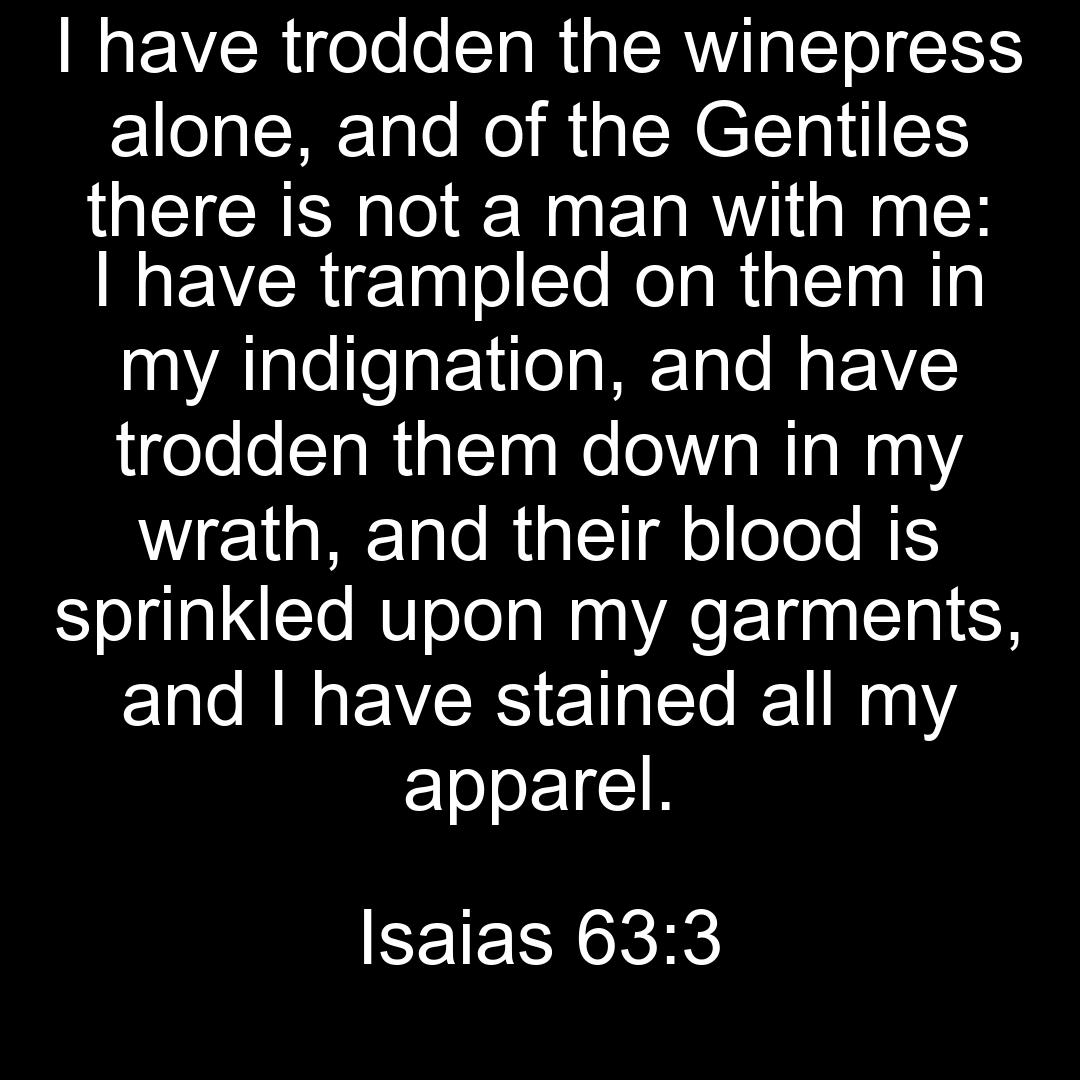 I have trodden the winepress
alone, and of the Gentiles
there is not a man with me:
I have trampled on them in
my indignation, and have
trodden them down in my
wrath, and their blood is
sprinkled upon my garments,
and I have stained all my
apparel.
Isaias 63:3